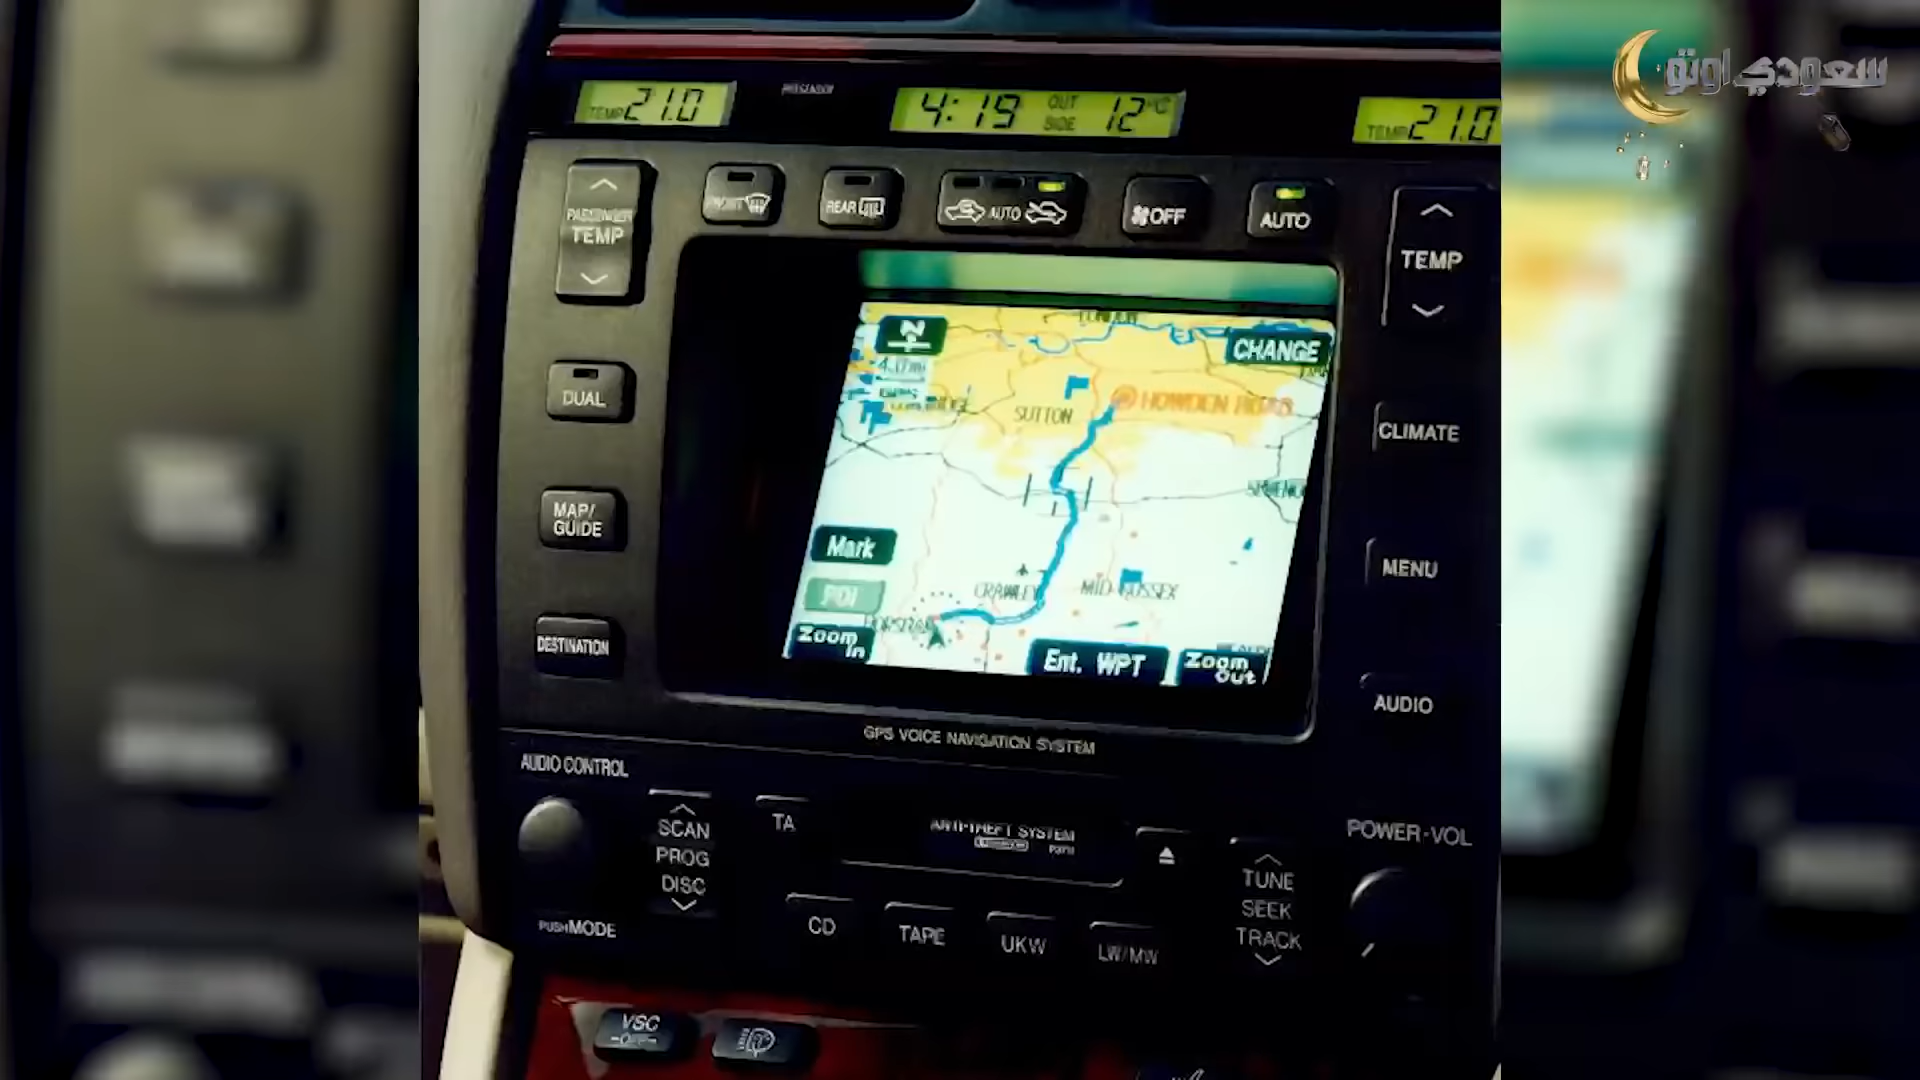 سعودي اوتو
TEMP 21.0
PASSENGER
4:19 OUT SIDE 12°C
TEMP 21.0
PASSENGER TEMP
FRONT
REAR
AUTO
OFF
AUTO
TEMP
DUAL
MAP/ GUIDE
DESTINATION
LONDON
N
CHANGE
HOWDEN ROAD
SUTTON
Mark
POI
CRAWLEY
MID SUSSEX
Zoom In
Ent. WPT
Zoom Out
CLIMATE
MENU
AUDIO
GPS VOICE NAVIGATION SYSTEM
AUDIO CONTROL
SCAN
PROG
DISC
TA
ANTI-THEFT SYSTEM
POWER-VOL
TUNE
SEEK
TRACK
PUSH MODE
CD
TAPE
UKW
LW/MW
VSC
-OFF-